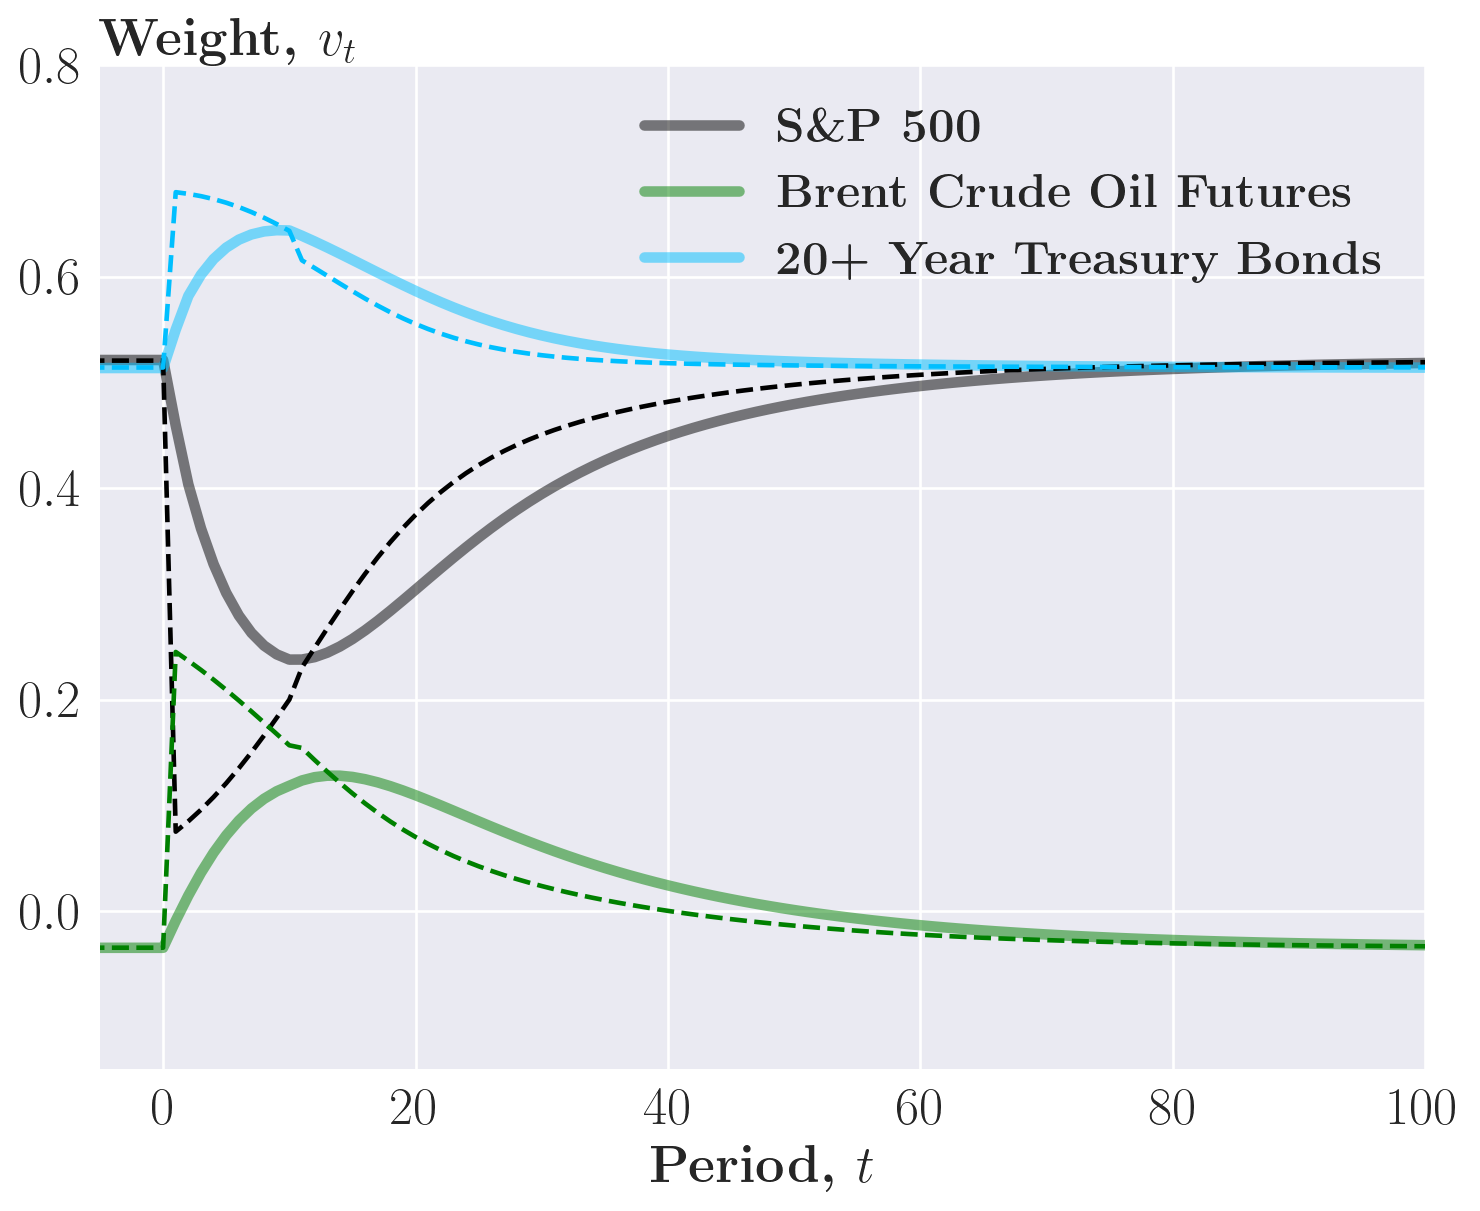 Weight, vₜ
0.8
0.6
0.4
0.2
0.0
S&P 500
Brent Crude Oil Futures
20+ Year Treasury Bonds
0 20 40 60 80 100
Period, t